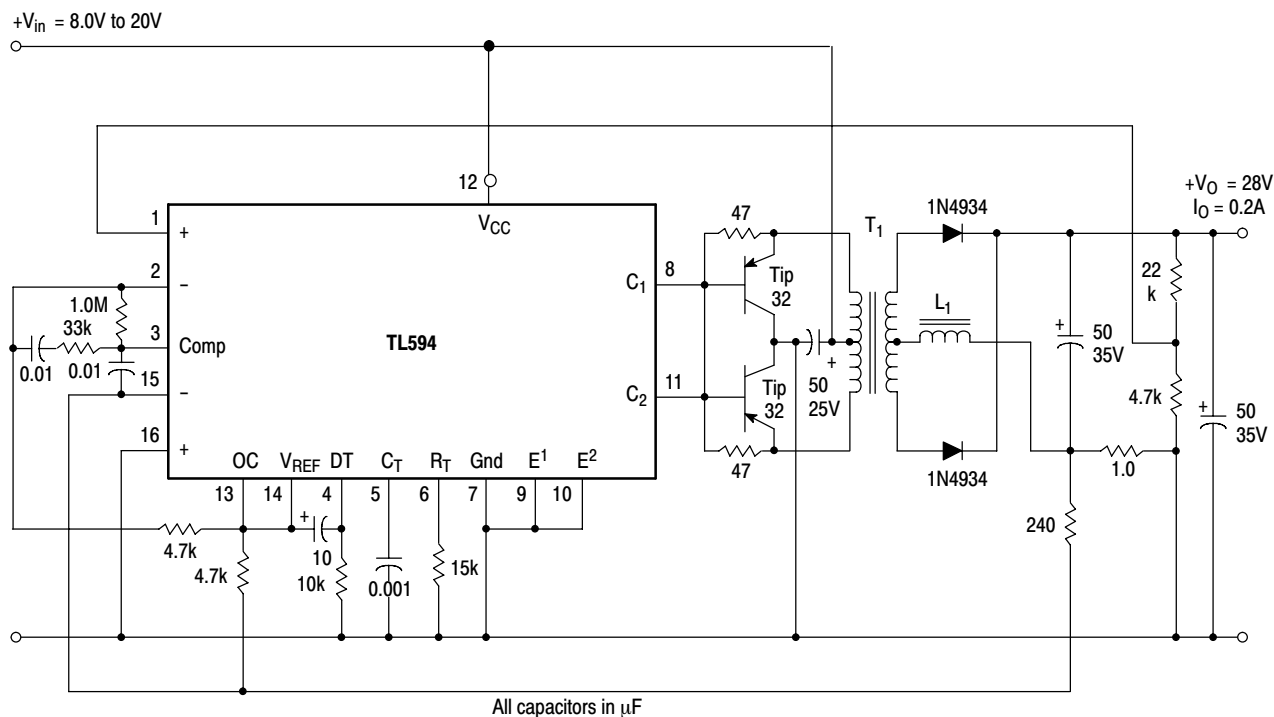 +Vin = 8.0V to 20V
12
VCC
+VO = 28V
IO = 0.2A
1
+
47
T1
1N4934
2
−
C1
8
Tip
32
22
k
1.0M
33k
3
Comp
TL594
L1
+
50
35V
0.01
0.01
15
−
+
50
25V
4.7k
C2
11
Tip
32
+
50
35V
16
+
OC
VREF
DT
CT
RT
Gnd
E1
E2
47
1N4934
1.0
13
14
4
5
6
7
9
10
+
240
4.7k
10
4.7k
10k
0.001
15k
All capacitors in μF